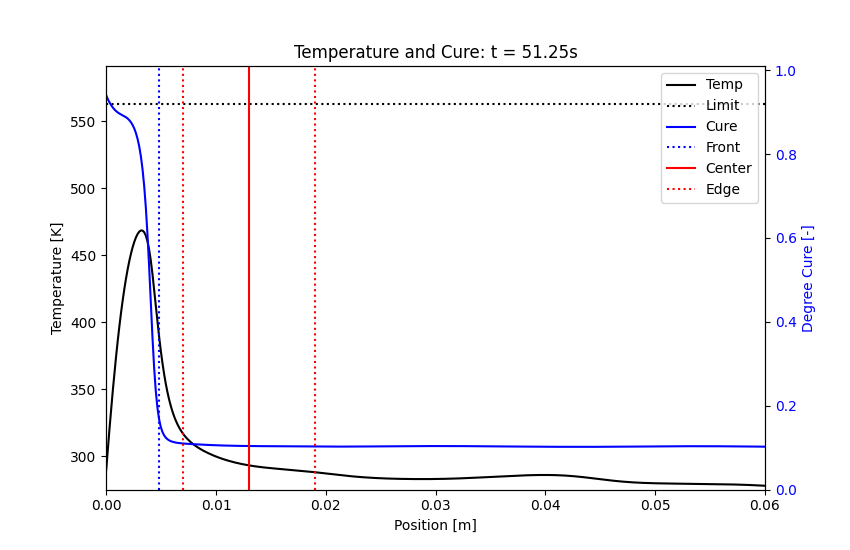 Temperature and Cure: t = 51.25s
Temp
Limit
Cure
Front
Center
Edge
Temperature [K]
550
500
450
400
350
300
Degree Cure [-]
1.0
0.8
0.6
0.4
0.2
0.0
0.00 0.01 0.02 0.03 0.04 0.05 0.06
Position [m]